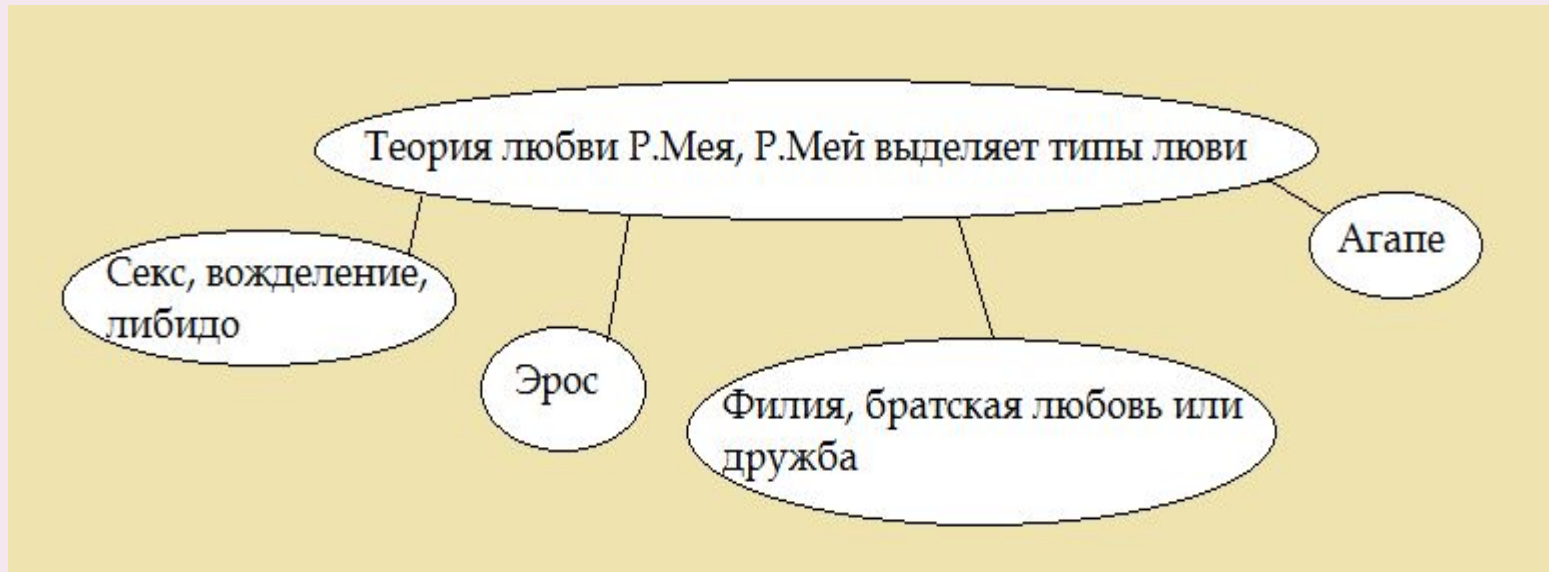 Теория любви Р.Мея, Р.Мей выделяет типы люви
Секс, вожделение,
либидо
Эрос
Филия, братская любовь или
дружба
Агапе